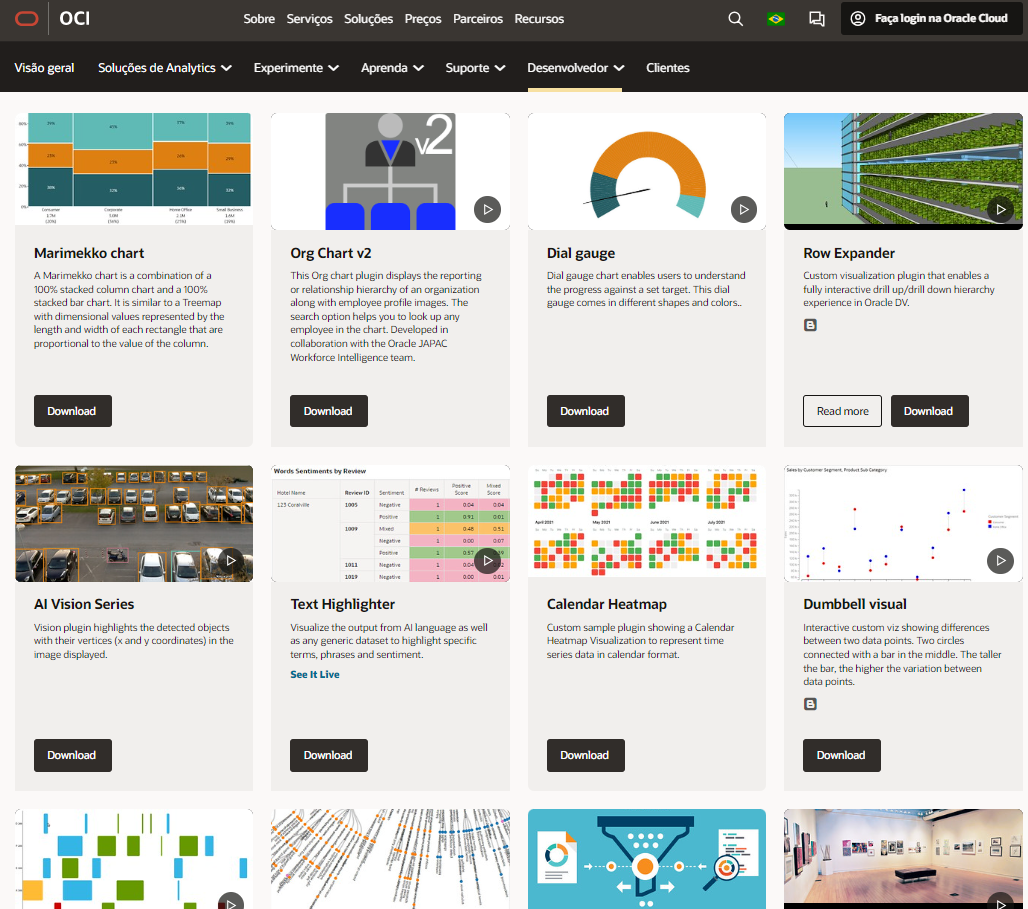 OCI
Sobre Serviços Soluções Preços Parceiros Recursos
Faça login na Oracle Cloud
Visão geral Soluções de Analytics Experimente Aprenda Suporte Desenvolvedor Clientes
v2
Marimekko chart
A Marimekko chart is a combination of a
100% stacked column chart and a 100%
stacked bar chart. It is similar to a Treemap
with dimensional values represented by the
length and width of each rectangle that are
proportional to the value of the column.
Download
Org Chart v2
This Org chart plugin displays the reporting
or relationship hierarchy of an organization
along with employee profile images. The
search option helps you to look up any
employee in the chart. Developed in
collaboration with the Oracle JAPAC
Workforce Intelligence team.
Download
Dial gauge
Dial gauge chart enables users to understand
the progress against a set target. This dial
gauge comes in different shapes and colors..
Download
Row Expander
Custom visualization plugin that enables a
fully interactive drill up/drill down hierarchy
experience in Oracle DV.
Read more Download
AI Vision Series
Vision plugin highlights the detected objects
with their vertices (x and y coordinates) in the
image displayed.
Download
Words Sentiments by Review
Hotel Name Review ID Sentiment # Reviews Positive Score Mixed Score
123 Coralville 1005 Negative 1 0.04 0.04
Positive 1 0.91 0.01
1009 Mixed 1 0.48 0.51
Negative 1 0.00 0.07
Positive 1 0.67
1011 Negative 1 0.04
1019 Negative 1 0.00 0.01
Text Highlighter
Visualize the output from AI language as well
as any generic dataset to highlight specific
terms, phrases and sentiment.
See It Live
Download
April 2021 May 2021 June 2021 July 2021
Calendar Heatmap
Custom sample plugin showing a Calendar
Heatmap Visualization to represent time
series data in calendar format.
Download
Sales by Customer Segment, Product Sub Category
Dumbbell visual
Interactive custom viz showing differences
between two data points. Two circles
connected with a bar in the middle. The taller
the bar, the higher the variation between
data points.
Download